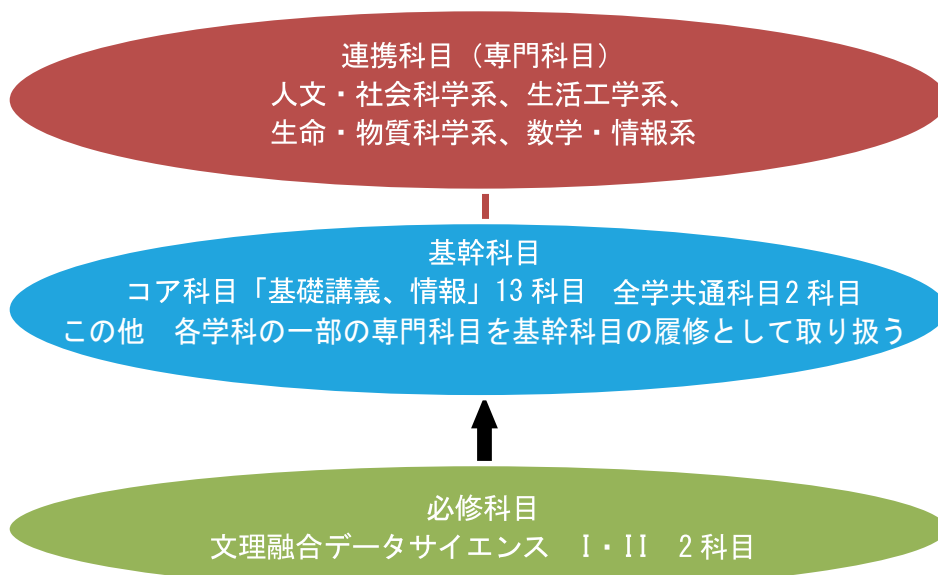 連携科目（専門科目）
人文・社会科学系、生活工学系、
生命・物質科学系、数学・情報系
基幹科目
コア科目「基礎講義、情報」13科目　全学共通科目2科目
この他　各学科の一部の専門科目を基幹科目の履修として取り扱う
必修科目
文理融合データサイエンス　I・II　2科目